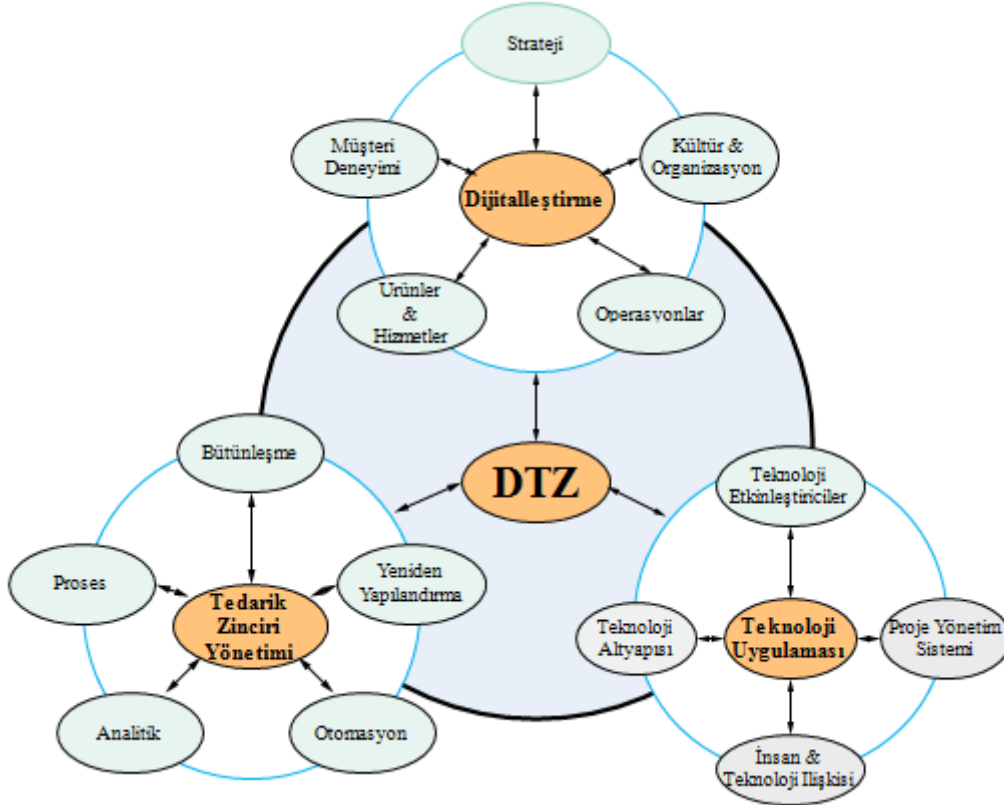 Strateji
Müşteri
Deneyimi
Kültür &
Organizasyon
Dijitalleştirme
Ürünler
&
Hizmetler
Operasyonlar
DTZ
Bütünleşme
Proses
Yeniden
Yapılandırma
Tedarik
Zinciri
Yönetimi
Analitik
Otomasyon
Teknoloji
Etkinleştiriciler
Teknoloji
Altyapısı
Teknoloji
Uygulaması
Proje Yönetim
Sistemi
İnsan &
Teknoloji Ilişkisi